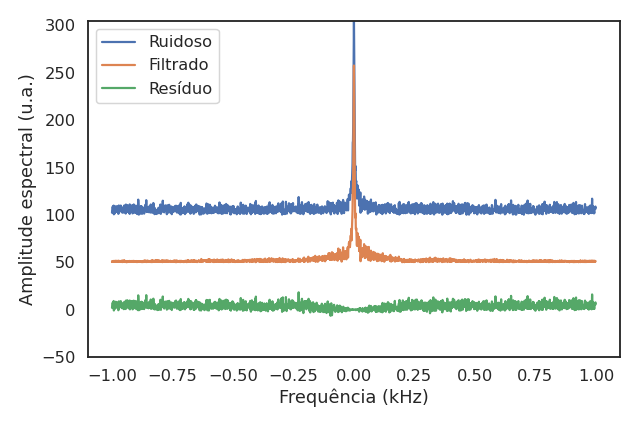 300
250
200
150
100
50
0
−50
Amplitude espectral (u.a.)
Ruidoso
Filtrado
Resíduo
−1.00 −0.75 −0.50 −0.25 0.00 0.25 0.50 0.75 1.00
Frequência (kHz)